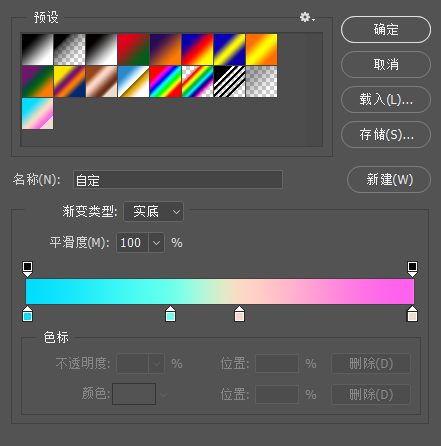 预设
确定
取消
载入(L)...
存储(S)...
名称(N): 自定 新建(W)
渐变类型: 实底
平滑度(M): 100 %
色标
不透明度: % 位置: 删除(D)
颜色: 位置: 删除(D)